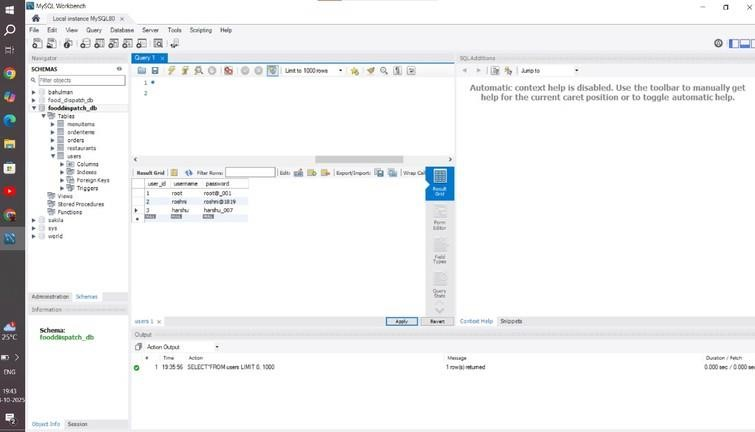 MySQL Workbench
Local instance MySQL80 ×
File Edit View Query Database Server Tools Scripting Help
Navigator
SCHEMAS
Filter objects
bahulman
food_dispatch_db
fooddispatch_db
Tables
menuitems
orderitems
orders
restaurants
users
Columns
Indexes
Foreign Keys
Triggers
Views
Stored Procedures
Functions
sakila
sys
world
Administration Schemas
Information
Schema:
fooddispatch_db
Object Info Session
Query 1 ×
Limit to 1000 rows
1
2
Result Grid Filter Rows: Edit: Export/Import: Wrap Cel
user_id username password
1 root root@_001
2 roshni roshni@1819
3 harshu harshu_007
NULL NULL NULL
Result Grid
Form Editor
Field Types
Query Stats
users 1 ×
Apply Revert
SQL Additions
Jump to
Automatic context help is disabled. Use the toolbar to manually get
help for the current caret position or to toggle automatic help.
Context Help Snippets
Output
Action Output
# Time Action Message Duration / Fetch
1 19:35:56 SELECT*FROM users LIMIT 0, 1000 1 row(s) returned 0.000 sec / 0.000 se
25°C
ENG
19:43
-10-2025